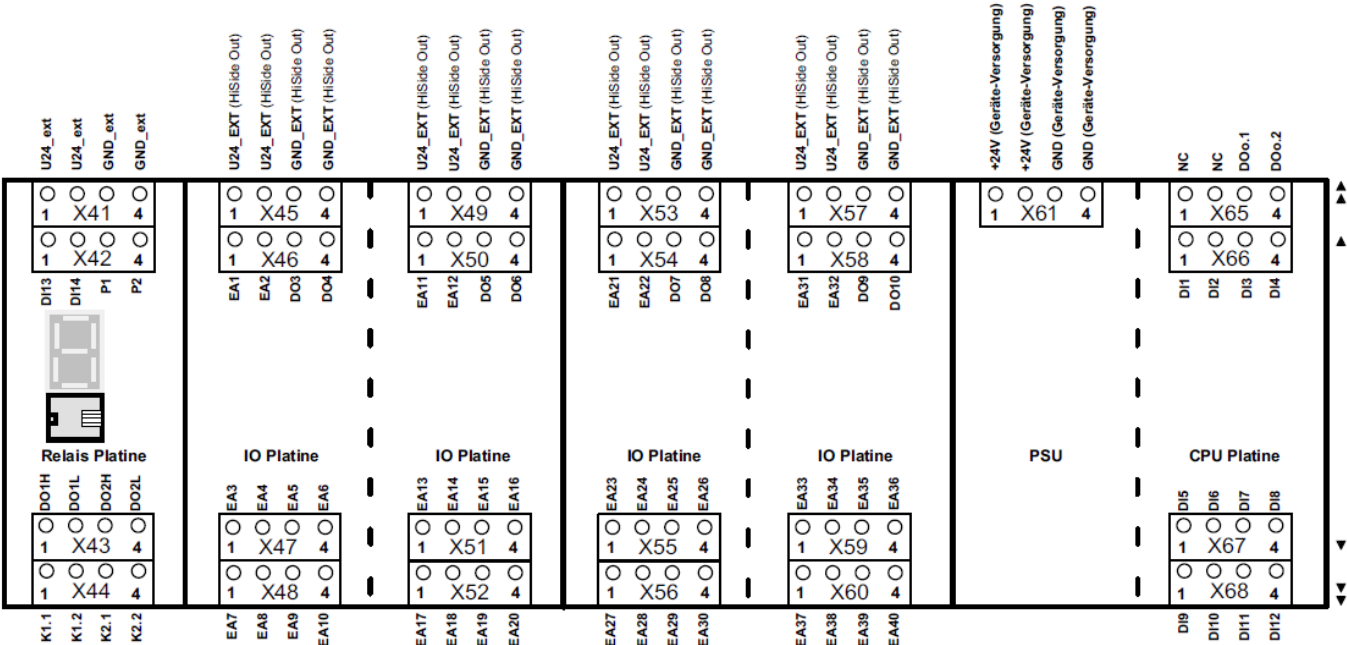 U24_ext
U24_ext
GND_ext
GND_ext
U24_EXT (HiSide Out)
U24_EXT (HiSide Out)
GND_EXT (HiSide Out)
GND_EXT (HiSide Out)
U24_EXT (HiSide Out)
U24_EXT (HiSide Out)
GND_EXT (HiSide Out)
GND_EXT (HiSide Out)
U24_EXT (HiSide Out)
U24_EXT (HiSide Out)
GND_EXT (HiSide Out)
GND_EXT (HiSide Out)
U24_EXT (HiSide Out)
U24_EXT (HiSide Out)
GND_EXT (HiSide Out)
GND_EXT (HiSide Out)
+24V (Geräte-Versorgung)
+24V (Geräte-Versorgung)
GND (Geräte-Versorgung)
GND (Geräte-Versorgung)
NC
NC
DOo.1
DOo.2
1 X41 4
1 X45 4
1 X49 4
1 X53 4
1 X57 4
1 X61 4
1 X65 4
1 X42 4
1 X46 4
1 X50 4
1 X54 4
1 X58 4
1 X66 4
DI13
DI14
P1
P2
EA1
EA2
DO3
DO4
EA11
EA12
DO5
DO6
EA21
EA22
DO7
DO8
EA31
EA32
DO9
DO10
DI1
DI2
DI3
DI4
Relais Platine
IO Platine
IO Platine
IO Platine
IO Platine
PSU
CPU Platine
DO1H
DO1L
DO2H
DO2L
EA3
EA4
EA5
EA6
EA13
EA14
EA15
EA16
EA23
EA24
EA25
EA26
EA33
EA34
EA35
EA36
DI5
DI6
DI7
DI8
1 X43 4
1 X47 4
1 X51 4
1 X55 4
1 X59 4
1 X67 4
1 X44 4
1 X48 4
1 X52 4
1 X56 4
1 X60 4
1 X68 4
K1.1
K1.2
K2.1
K2.2
EA7
EA8
EA9
EA10
EA17
EA18
EA19
EA20
EA27
EA28
EA29
EA30
EA37
EA38
EA39
EA40
DI9
DI10
DI11
DI12